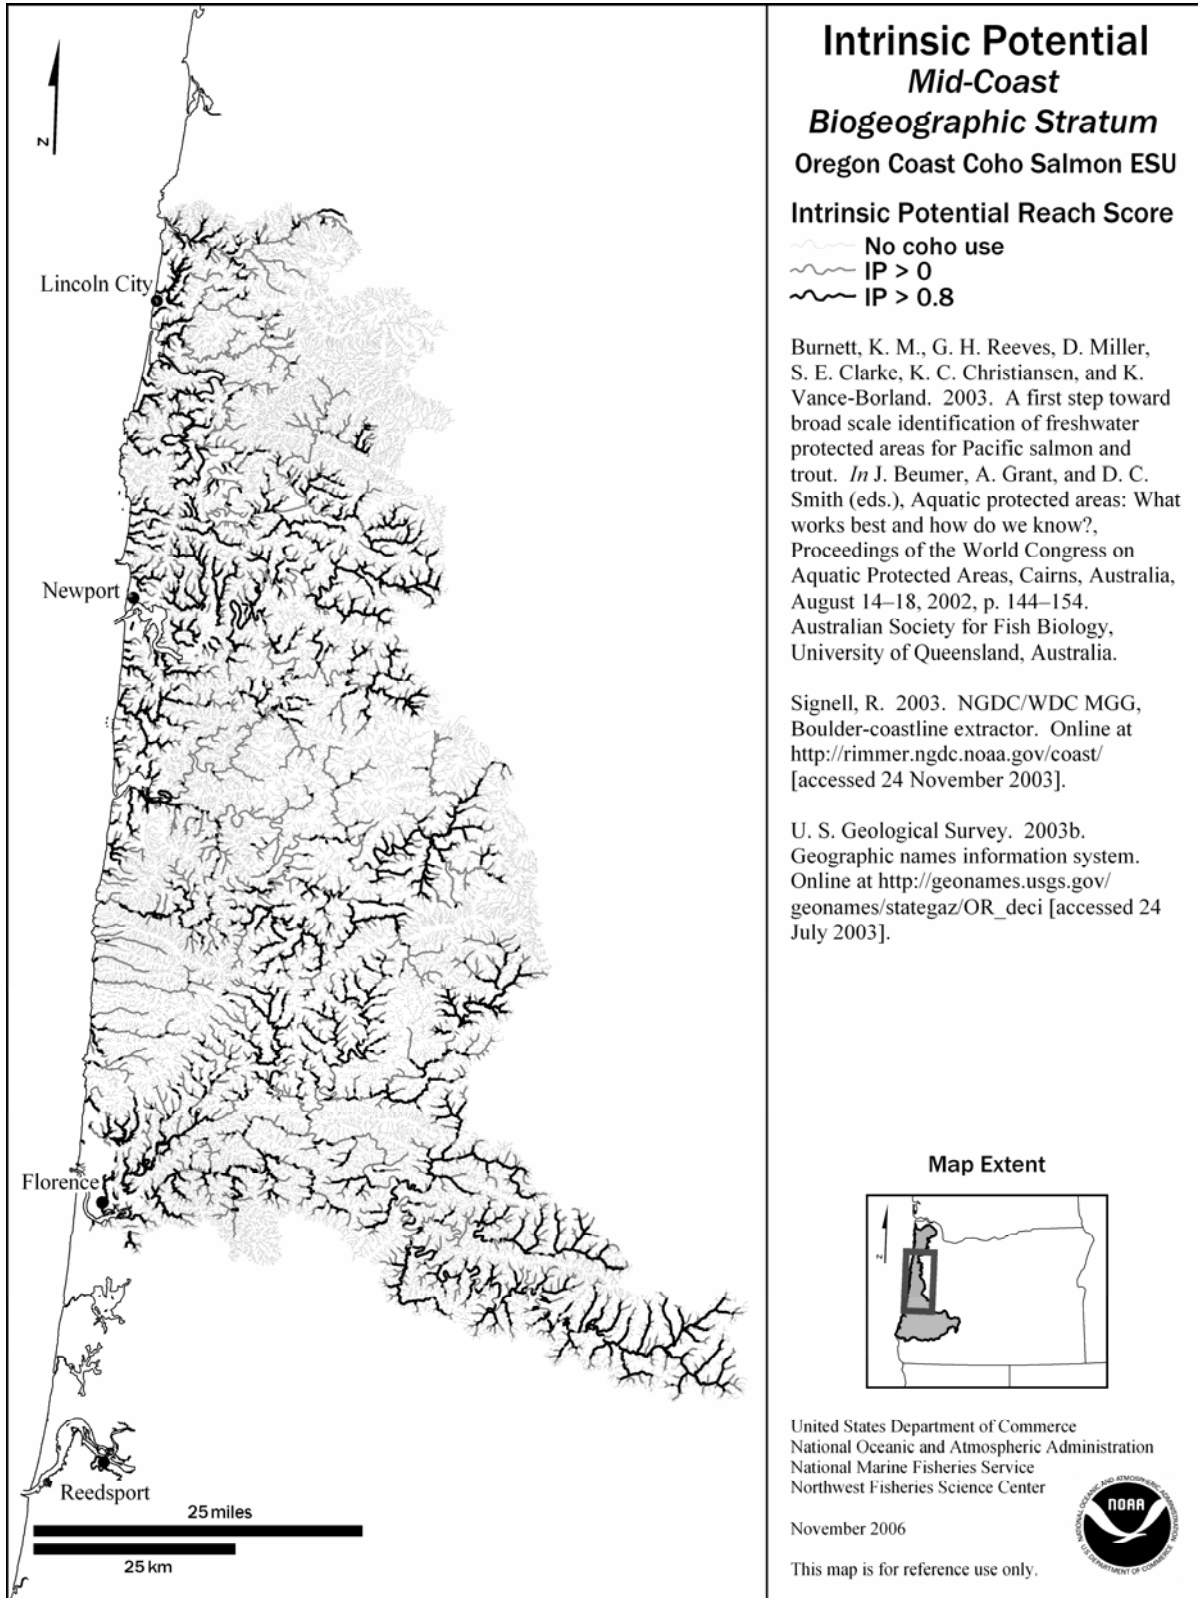 Intrinsic Potential
Mid-Coast
Biogeographic Stratum
Oregon Coast Coho Salmon ESU
Intrinsic Potential Reach Score
No coho use
IP > 0
IP > 0.8
Burnett, K. M., G. H. Reeves, D. Miller,
S. E. Clarke, K. C. Christiansen, and K.
Vance-Borland. 2003. A first step toward
broad scale identification of freshwater
protected areas for Pacific salmon and
trout. In J. Beumer, A. Grant, and D. C.
Smith (eds.), Aquatic protected areas: What
works best and how do we know?,
Proceedings of the World Congress on
Aquatic Protected Areas, Cairns, Australia,
August 14–18, 2002, p. 144–154.
Australian Society for Fish Biology,
University of Queensland, Australia.
Signell, R. 2003. NGDC/WDC MGG,
Boulder-coastline extractor. Online at
http://rimmer.ngdc.noaa.gov/coast/
[accessed 24 November 2003].
U. S. Geological Survey. 2003b.
Geographic names information system.
Online at http://geonames.usgs.gov/
geonames/stategaz/OR_deci [accessed 24
July 2003].
Map Extent
N
United States Department of Commerce
National Oceanic and Atmospheric Administration
National Marine Fisheries Service
Northwest Fisheries Science Center
November 2006
This map is for reference use only.
NATIONAL OCEANIC AND ATMOSPHERIC ADMINISTRATION
NOAA
U.S. DEPARTMENT OF COMMERCE
N
Lincoln City
Newport
Florence
Reedsport
25 miles
25 km